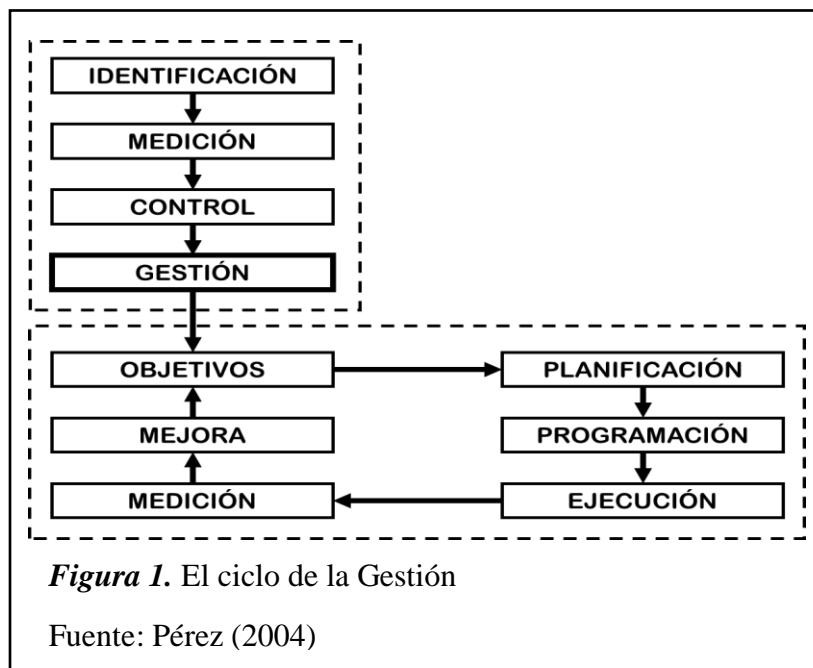 IDENTIFICACIÓN
MEDICIÓN
CONTROL
GESTIÓN
OBJETIVOS
PLANIFICACIÓN
MEJORA
PROGRAMACIÓN
MEDICIÓN
EJECUCIÓN
Figura 1. El ciclo de la Gestión
Fuente: Pérez (2004)